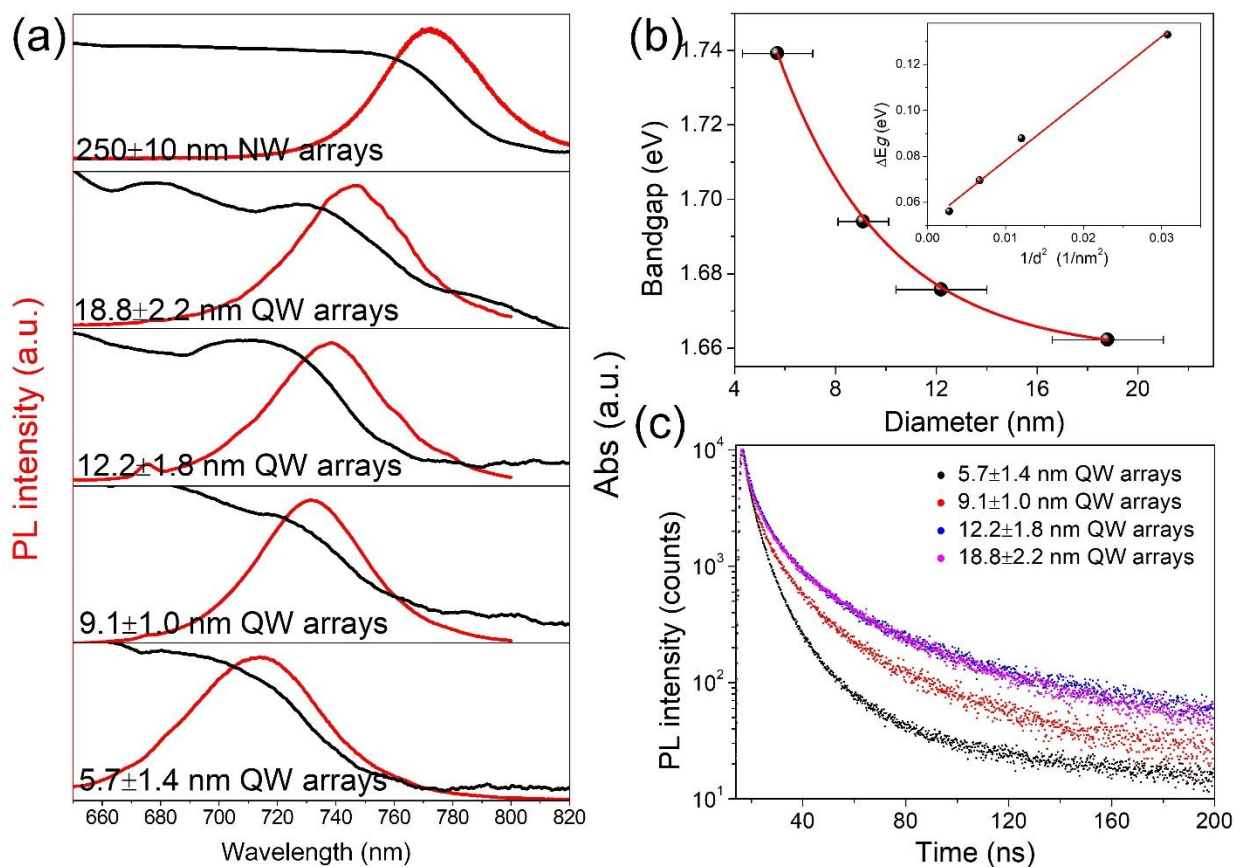 (a)
250±10 nm NW arrays
18.8±2.2 nm QW arrays
12.2±1.8 nm QW arrays
9.1±1.0 nm QW arrays
5.7±1.4 nm QW arrays
PL intensity (a.u.)
Abs (a.u.)
660 680 700 720 740 760 780 800 820
Wavelength (nm)
(b)
1.74
1.72
1.70
1.68
1.66
Bandgap (eV)
4 8 12 16 20
Diameter (nm)
0.12
0.10
0.08
0.06
ΔEg (eV)
0.00 0.01 0.02 0.03
1/d² (1/nm²)
(c)
10⁴
10³
10²
10¹
PL intensity (counts)
5.7±1.4 nm QW arrays
9.1±1.0 nm QW arrays
12.2±1.8 nm QW arrays
18.8±2.2 nm QW arrays
40 80 120 160 200
Time (ns)